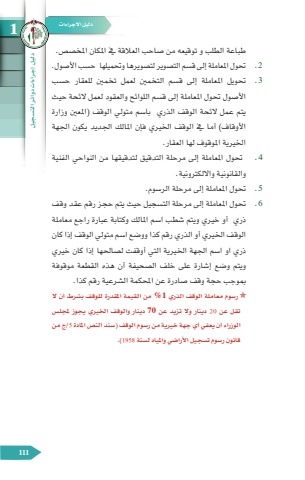 دليل الاجراءات
1
دليل إجراءات دوائر التسجيل
طباعة الطلب و توقيعه من صاحب العلاقة في المكان المخصص.
2. تحول المعاملة إلى قسم التصوير لتصويرها وتحميلها حسب الأصول.
3. تحويل المعاملة إلى قسم التخمين لعمل تخمين للعقار حسب
الأصول تحول المعاملة إلى قسم اللوائح والعقود لعمل لائحة حيث
يتم عمل لائحة الوقف الذري باسم متولي الوقف (المعين وزارة
الأوقاف) أما في الوقف الخيري فإن المالك الجديد يكون الجهة
الخيرية الموقوف لها العقار.
4. تحول المعاملة إلى مرحلة التدقيق لتدقيقها من النواحي الفنية
والقانونية والالكترونية.
5. تحول المعاملة إلى مرحلة الرسوم.
6. تحول المعاملة إلى مرحلة التسجيل حيث يتم حجز رقم عقد وقف
ذري أو خيري ويتم شطب اسم المالك وكتابة عبارة راجع معاملة
الوقف الخيري أو الذري رقم كذا ووضع اسم متولي الوقف إذا كان
ذري او اسم الجهة الخيرية التي أوقفت لصالحها إذا كان خيري
ويتم وضع إشارة على خلف الصحيفة أن هذه القطعة موقوفة
بموجب حجة وقف صادرة عن المحكمة الشرعية رقم كذا.
* رسوم معاملة الوقف الذري 1% من القيمة المقدرة للوقف بشرط ان لا
تقل عن 20 دينار ولا تزيد عن 70 دينار والوقف الخيري يجوز لمجلس
الوزراء أن يعفي أي جهة خيرية من رسوم الوقف (سند النص المادة 5/ج من
قانون رسوم تسجيل الأراضي والمياه لسنة 1958).
111